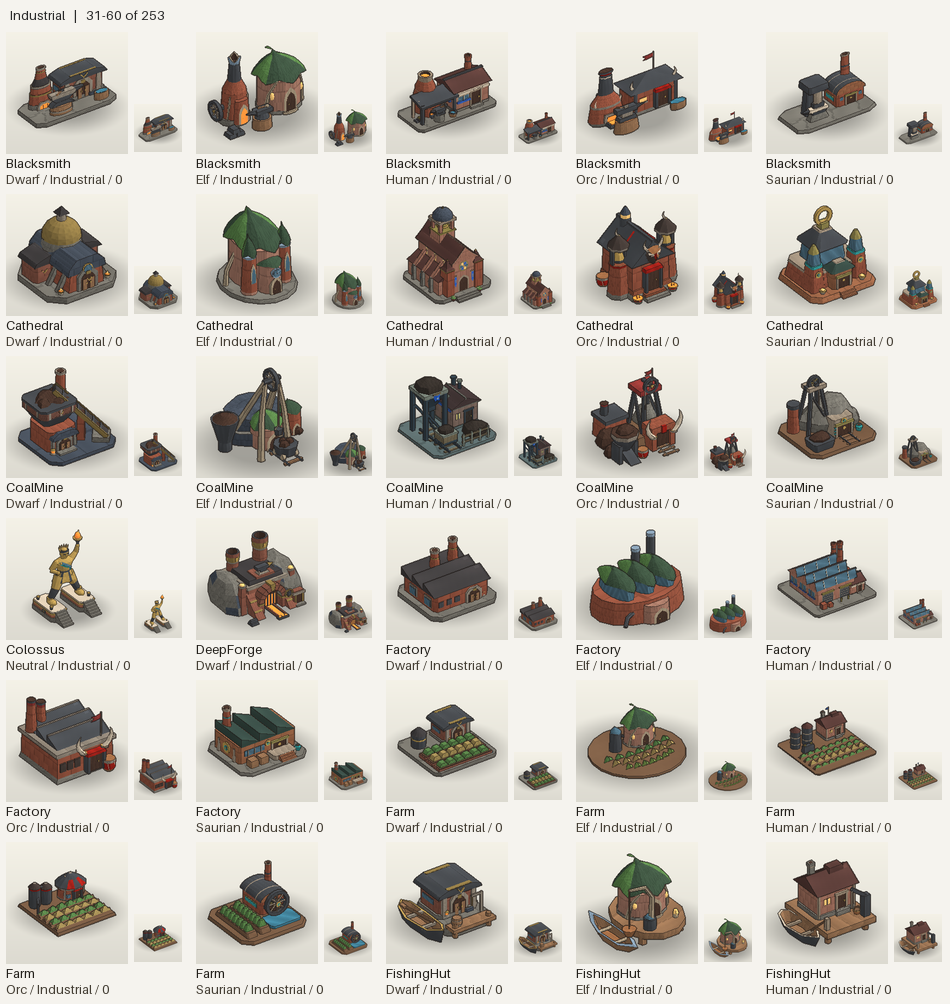 Industrial | 31-60 of 253
Blacksmith
Dwarf / Industrial / 0
Blacksmith
Elf / Industrial / 0
Blacksmith
Human / Industrial / 0
Blacksmith
Orc / Industrial / 0
Blacksmith
Saurian / Industrial / 0
Cathedral
Dwarf / Industrial / 0
Cathedral
Elf / Industrial / 0
Cathedral
Human / Industrial / 0
Cathedral
Orc / Industrial / 0
Cathedral
Saurian / Industrial / 0
CoalMine
Dwarf / Industrial / 0
CoalMine
Elf / Industrial / 0
CoalMine
Human / Industrial / 0
CoalMine
Orc / Industrial / 0
CoalMine
Saurian / Industrial / 0
Colossus
Neutral / Industrial / 0
DeepForge
Dwarf / Industrial / 0
Factory
Dwarf / Industrial / 0
Factory
Elf / Industrial / 0
Factory
Human / Industrial / 0
Factory
Orc / Industrial / 0
Factory
Saurian / Industrial / 0
Farm
Dwarf / Industrial / 0
Farm
Elf / Industrial / 0
Farm
Human / Industrial / 0
Farm
Orc / Industrial / 0
Farm
Saurian / Industrial / 0
FishingHut
Dwarf / Industrial / 0
FishingHut
Elf / Industrial / 0
FishingHut
Human / Industrial / 0